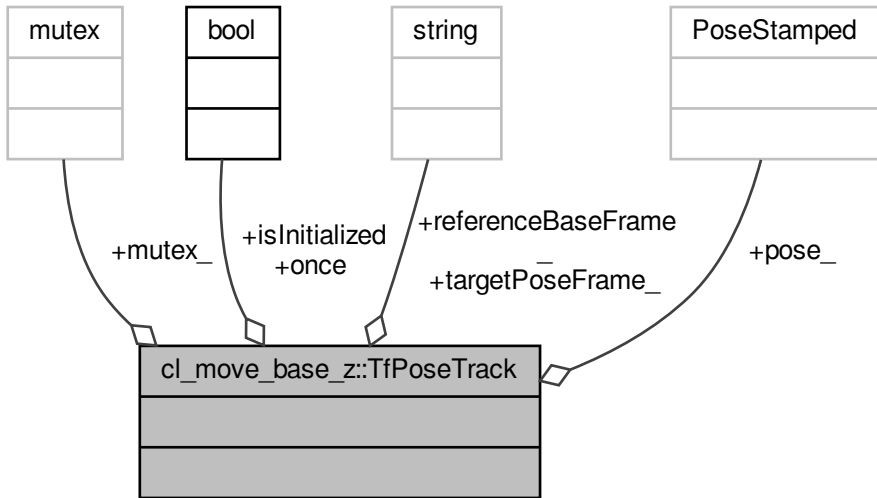 mutex
bool
string
PoseStamped
+mutex_
+isInitialized
+once
+referenceBaseFrame
_
+targetPoseFrame_
+pose_
cl_move_base_z::TfPoseTrack